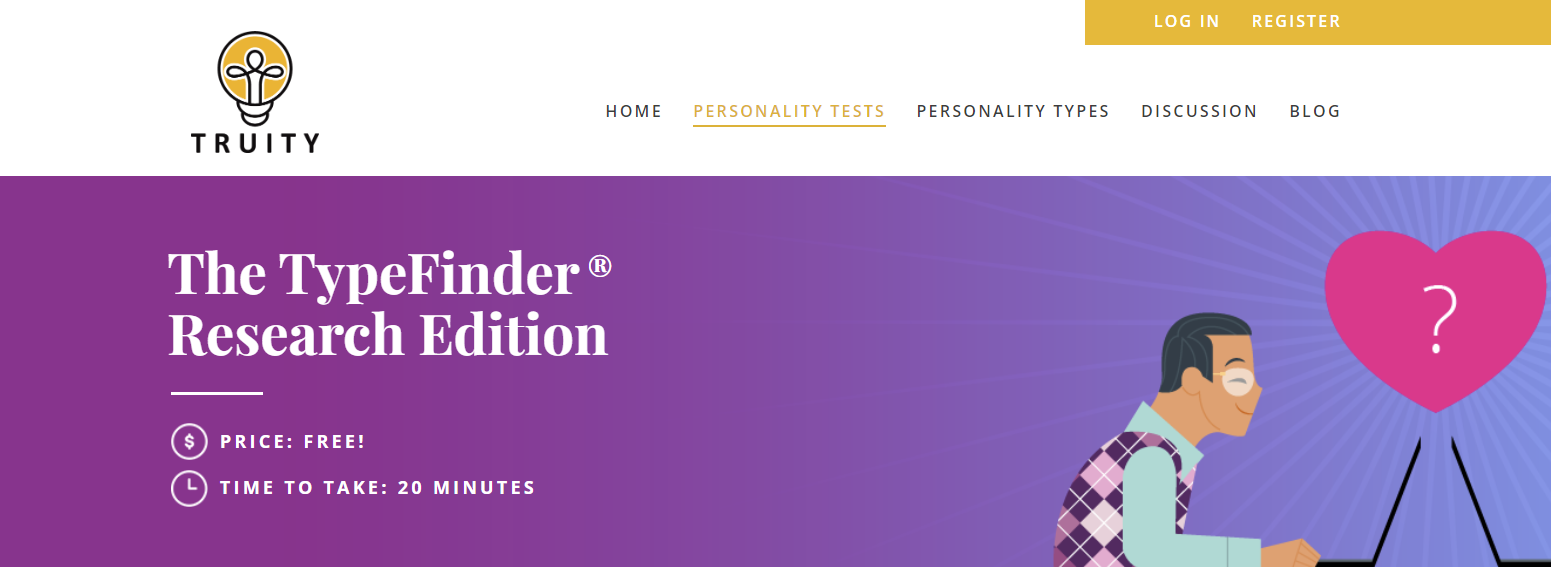 LOG IN REGISTER
TRUITY
HOME PERSONALITY TESTS PERSONALITY TYPES DISCUSSION BLOG
The TypeFinder®
Research Edition
$ PRICE: FREE!
TIME TO TAKE: 20 MINUTES
?